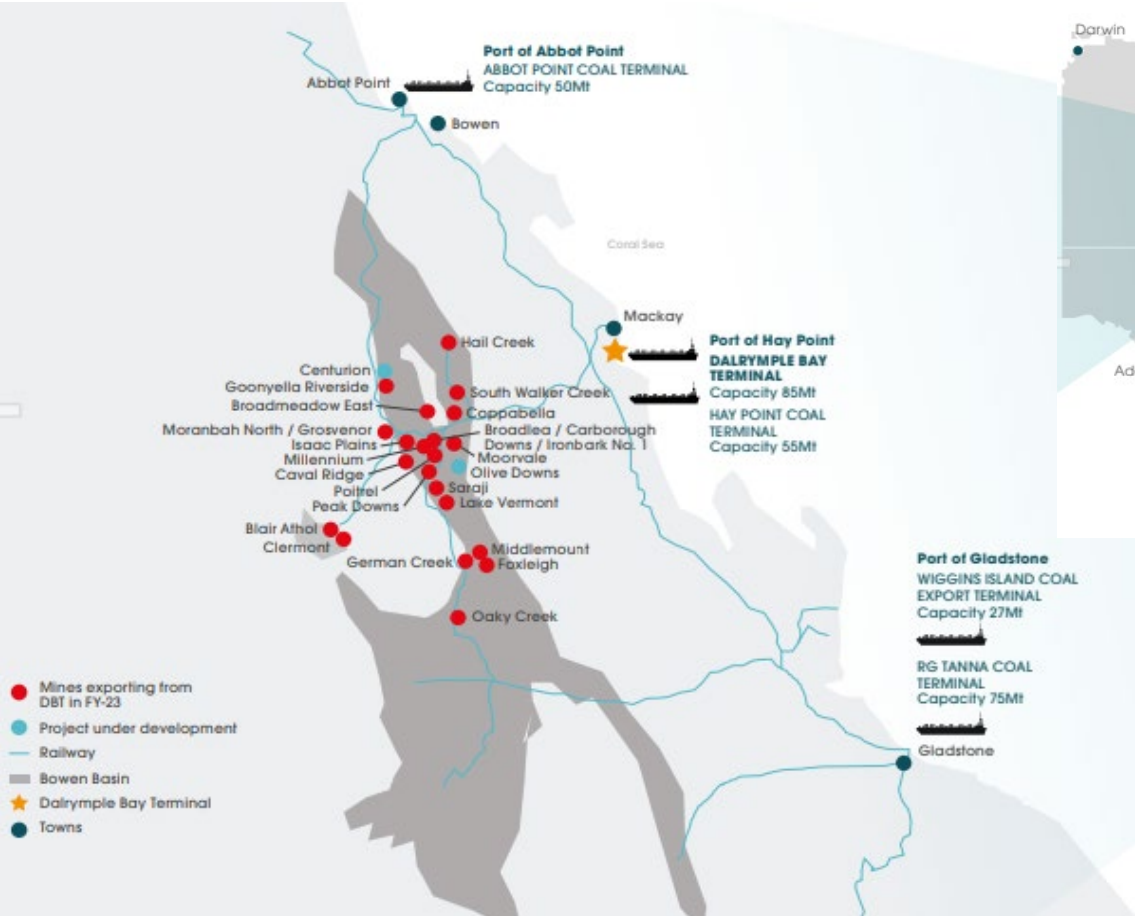 Darwin
Port of Abbot Point
ABBOT POINT COAL TERMINAL
Capacity 50Mt
Abbot Point
Bowen
Coral Sea
Mackay
Port of Hay Point
DALRYMPLE BAY
TERMINAL
Capacity 85Mt
HAY POINT COAL
TERMINAL
Capacity 55Mt
Ad
Hail Creek
Centurion
Goonyella Riverside
South Walker Creek
Broadmeadow East
Coppabella
Moranbah North / Grosvenor
Broadlea / Carborough
Downs / Ironbark No. 1
Isaac Plains
Millennium
Moorvale
Caval Ridge
Olive Downs
Poitrel
Saraji
Peak Downs
Lake Vermont
Blair Athol
Clermont
Middlemount
German Creek
Foxleigh
Oaky Creek
Port of Gladstone
WIGGINS ISLAND COAL
EXPORT TERMINAL
Capacity 27Mt
RG TANNA COAL
TERMINAL
Capacity 75Mt
Gladstone
Mines exporting from
DBT in FY-23
Project under development
Railway
Bowen Basin
Dalrymple Bay Terminal
Towns